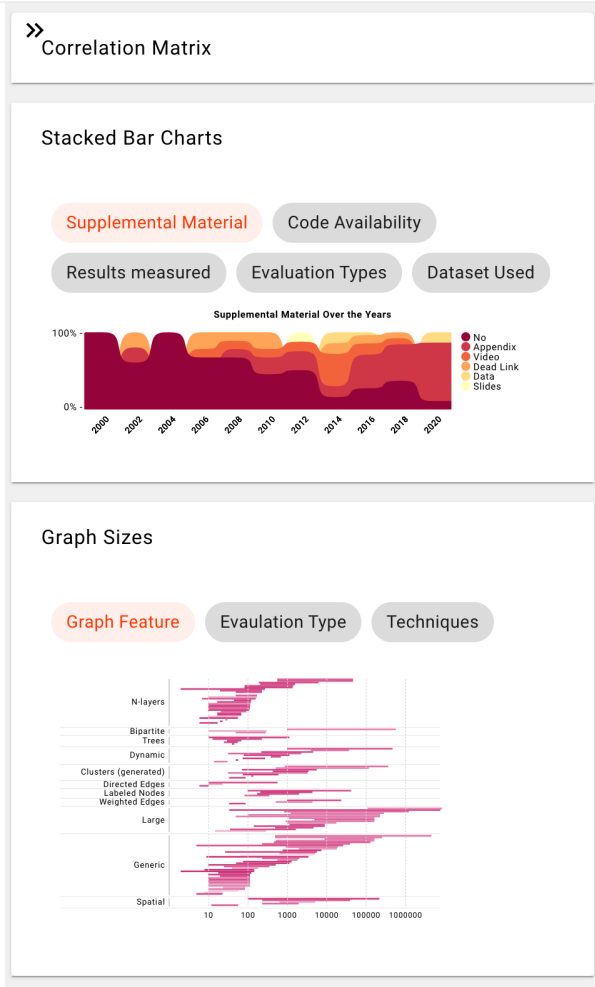 Correlation Matrix
Stacked Bar Charts
Supplemental Material
Code Availability
Results measured
Evaluation Types
Dataset Used
Supplemental Material Over the Years
100%
0%
2000
2002
2004
2006
2008
2010
2012
2014
2016
2018
2020
No
Appendix
Video
Dead Link
Data
Slides
Graph Sizes
Graph Feature
Evaulation Type
Techniques
N-layers
Bipartite
Trees
Dynamic
Clusters (generated)
Directed Edges
Labeled Nodes
Weighted Edges
Large
Generic
Spatial
10
100
1000
10000
100000
1000000